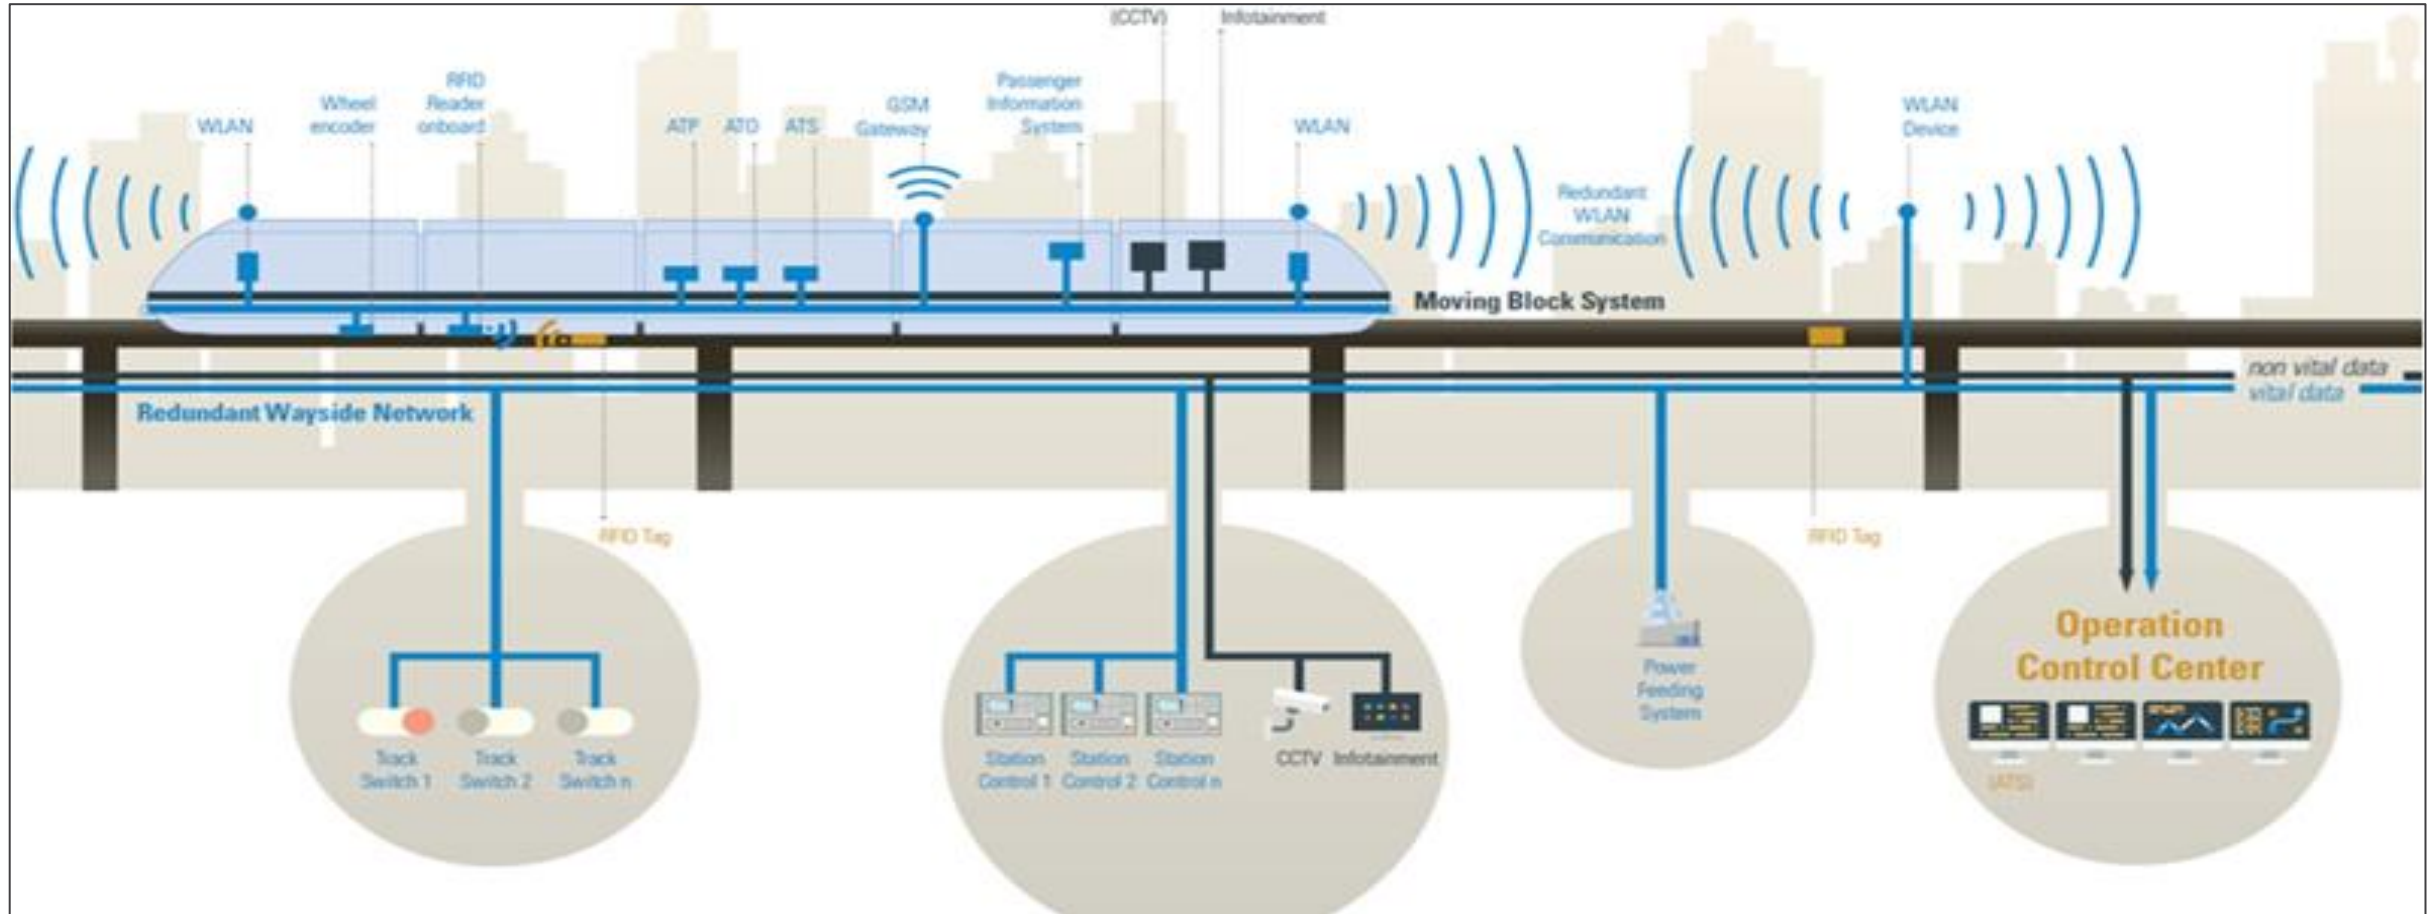 (CCTV)
Infotainment
WLAN
Wheel
encoder
RFID
Reader
onboard
ATP
ATO
ATS
GSM
Gateway
Passenger
Information
System
WLAN
Redundant
WLAN
Communication
WLAN
Device
Moving Block System
non vital data
vital data
Redundant Wayside Network
RFID Tag
RFID Tag
Track
Switch 1
Track
Switch 2
Track
Switch n
Station
Control 1
Station
Control 2
Station
Control n
CCTV
Infotainment
Power
Feeding
System
Operation
Control Center
(ATS)